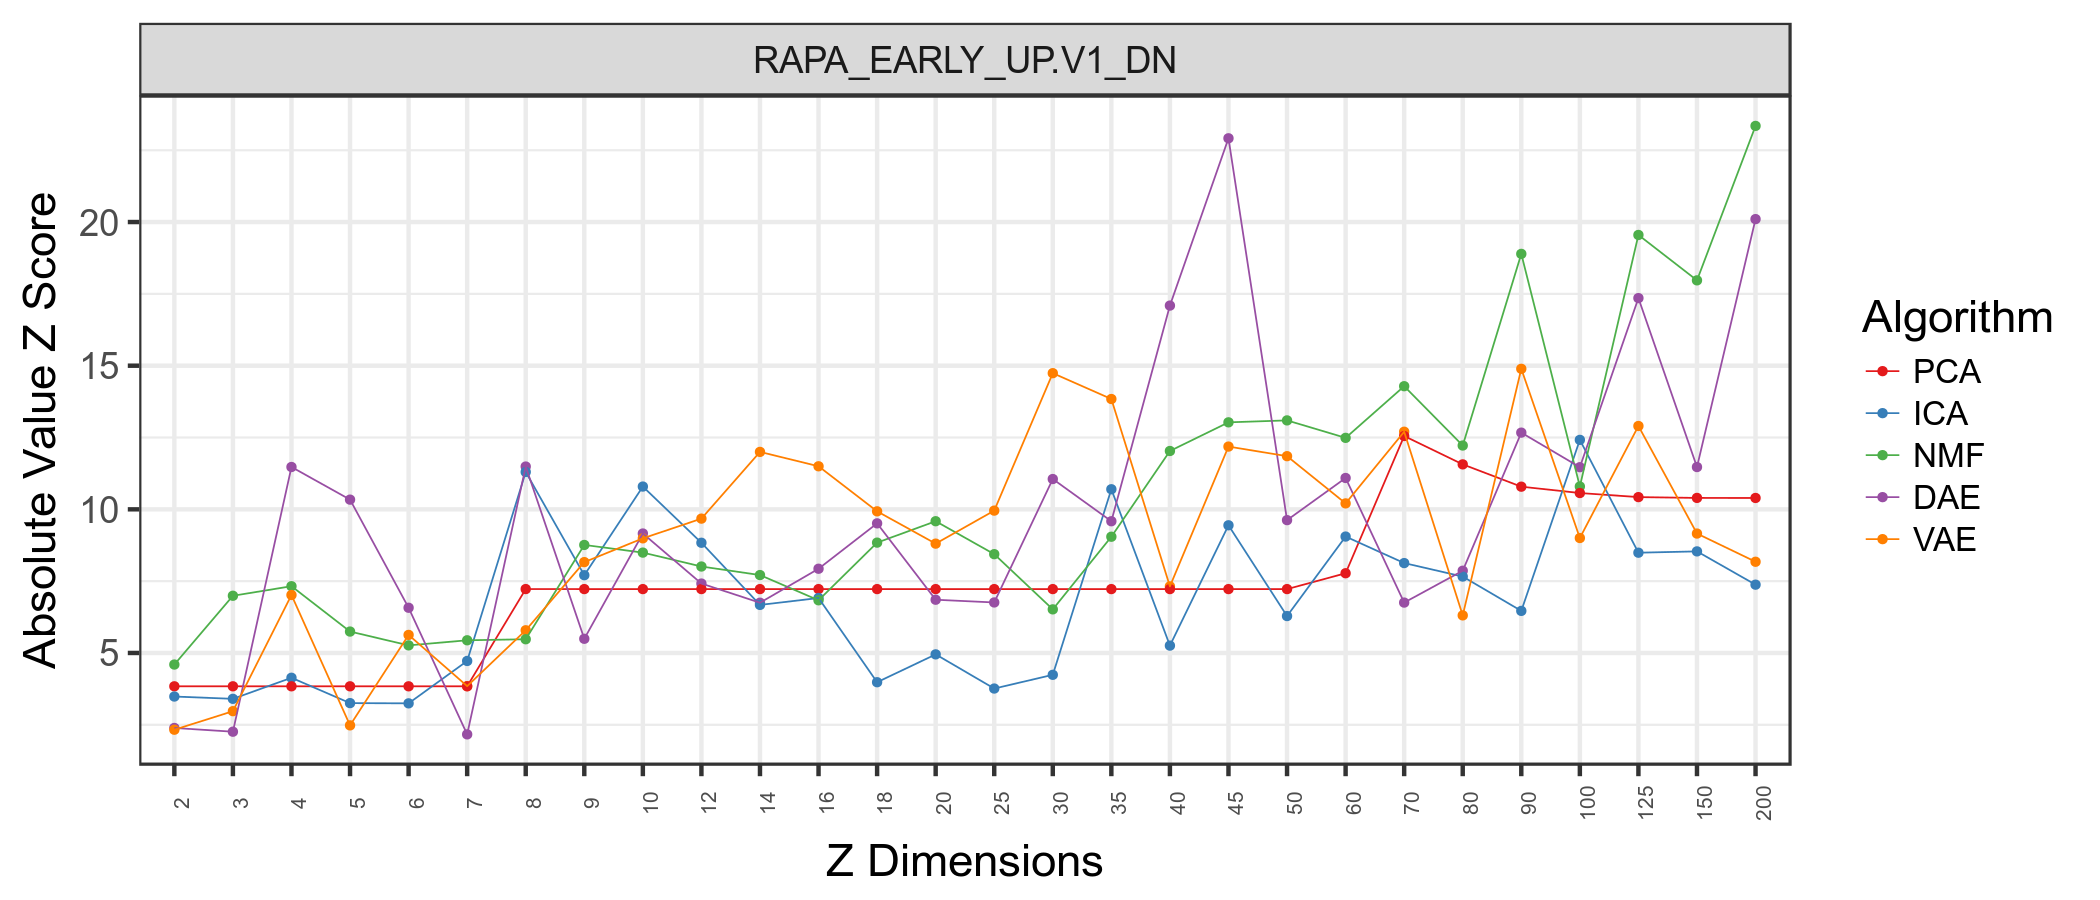 RAPA_EARLY_UP.V1_DN
Absolute Value Z Score
20
15
10
5
2 3 4 5 6 7 8 9 10 12 14 16 18 20 25 30 35 40 45 50 60 70 80 90 100 125 150 200
Z Dimensions
Algorithm
PCA
ICA
NMF
DAE
VAE